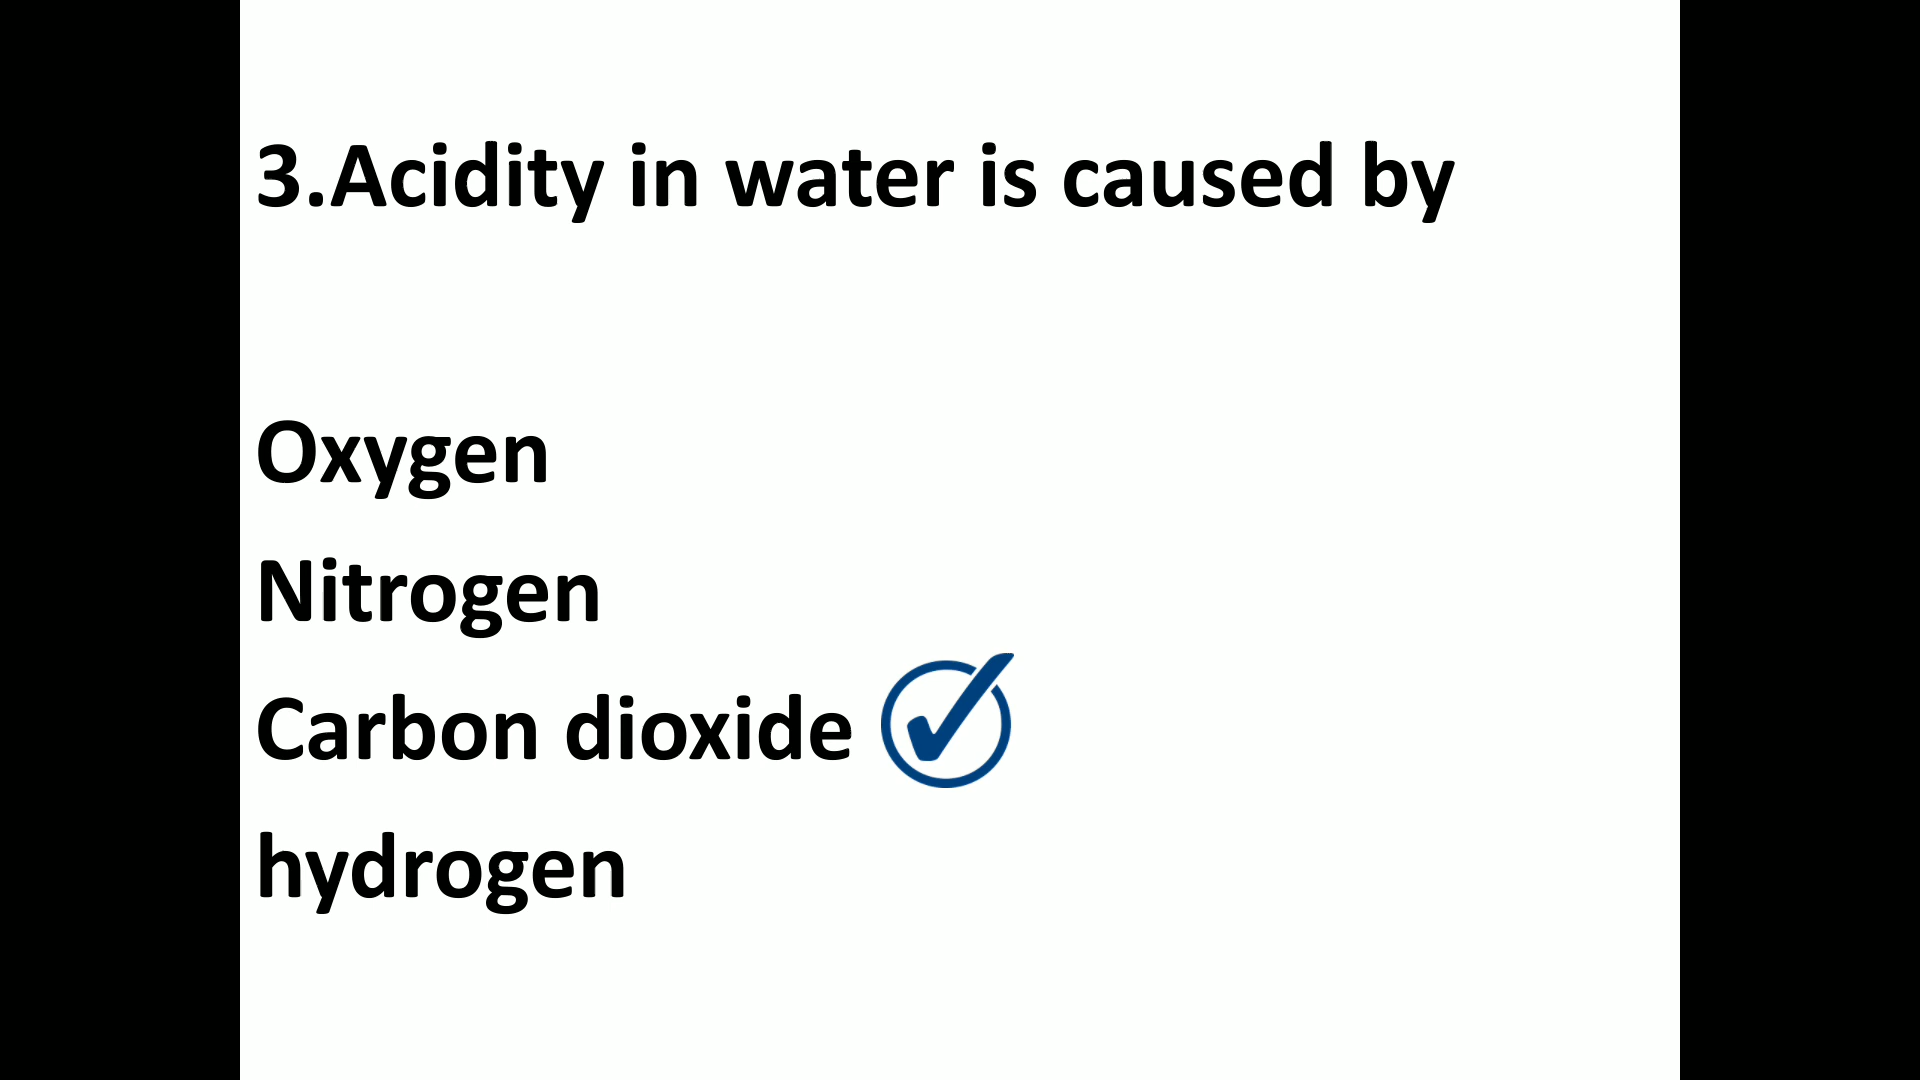 3.Acidity in water is caused by
Oxygen
Nitrogen
Carbon dioxide
hydrogen